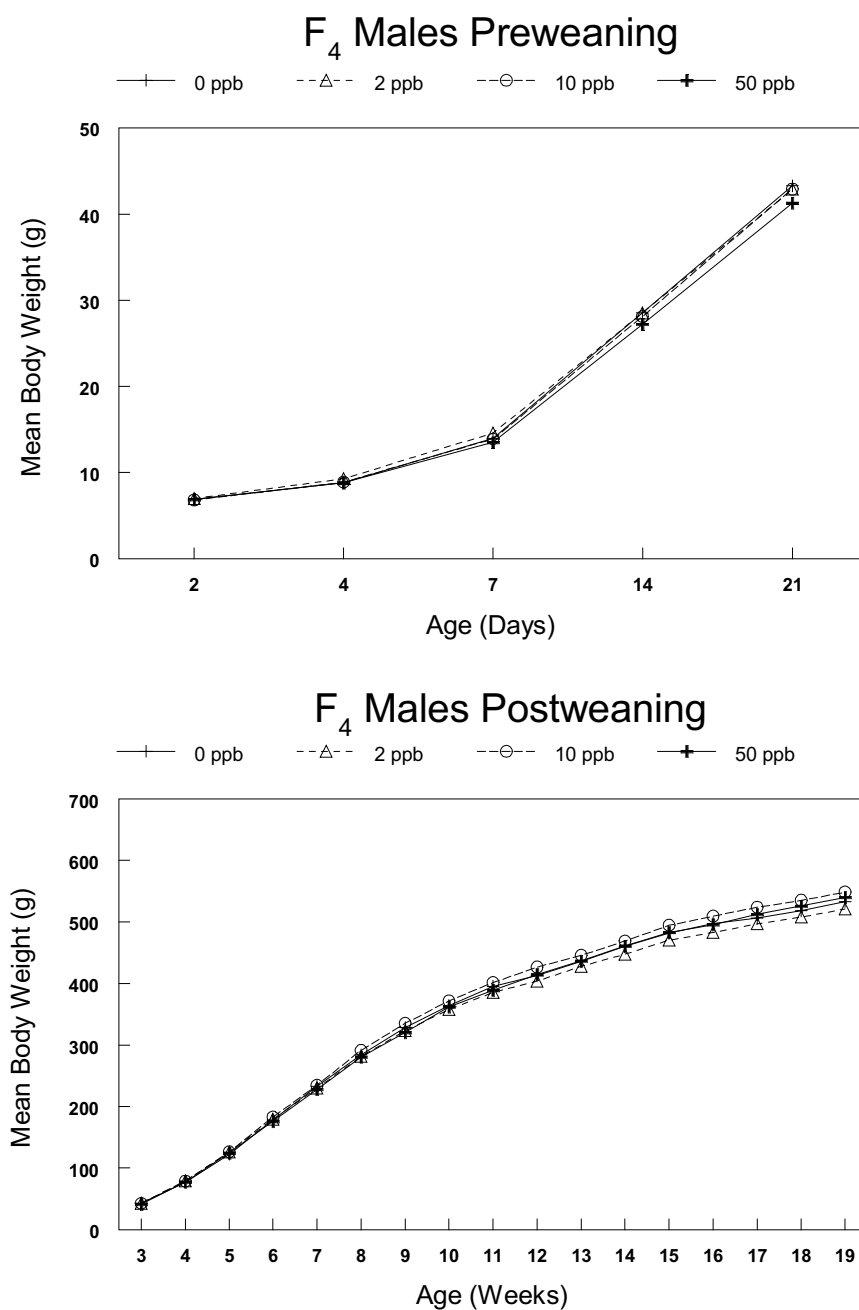 F4 Males Preweaning
0 ppb 2 ppb 10 ppb 50 ppb
50
40
30
20
10
0
Mean Body Weight (g)
2 4 7 14 21
Age (Days)
F4 Males Postweaning
0 ppb 2 ppb 10 ppb 50 ppb
700
600
500
400
300
200
100
0
Mean Body Weight (g)
3 4 5 6 7 8 9 10 11 12 13 14 15 16 17 18 19
Age (Weeks)